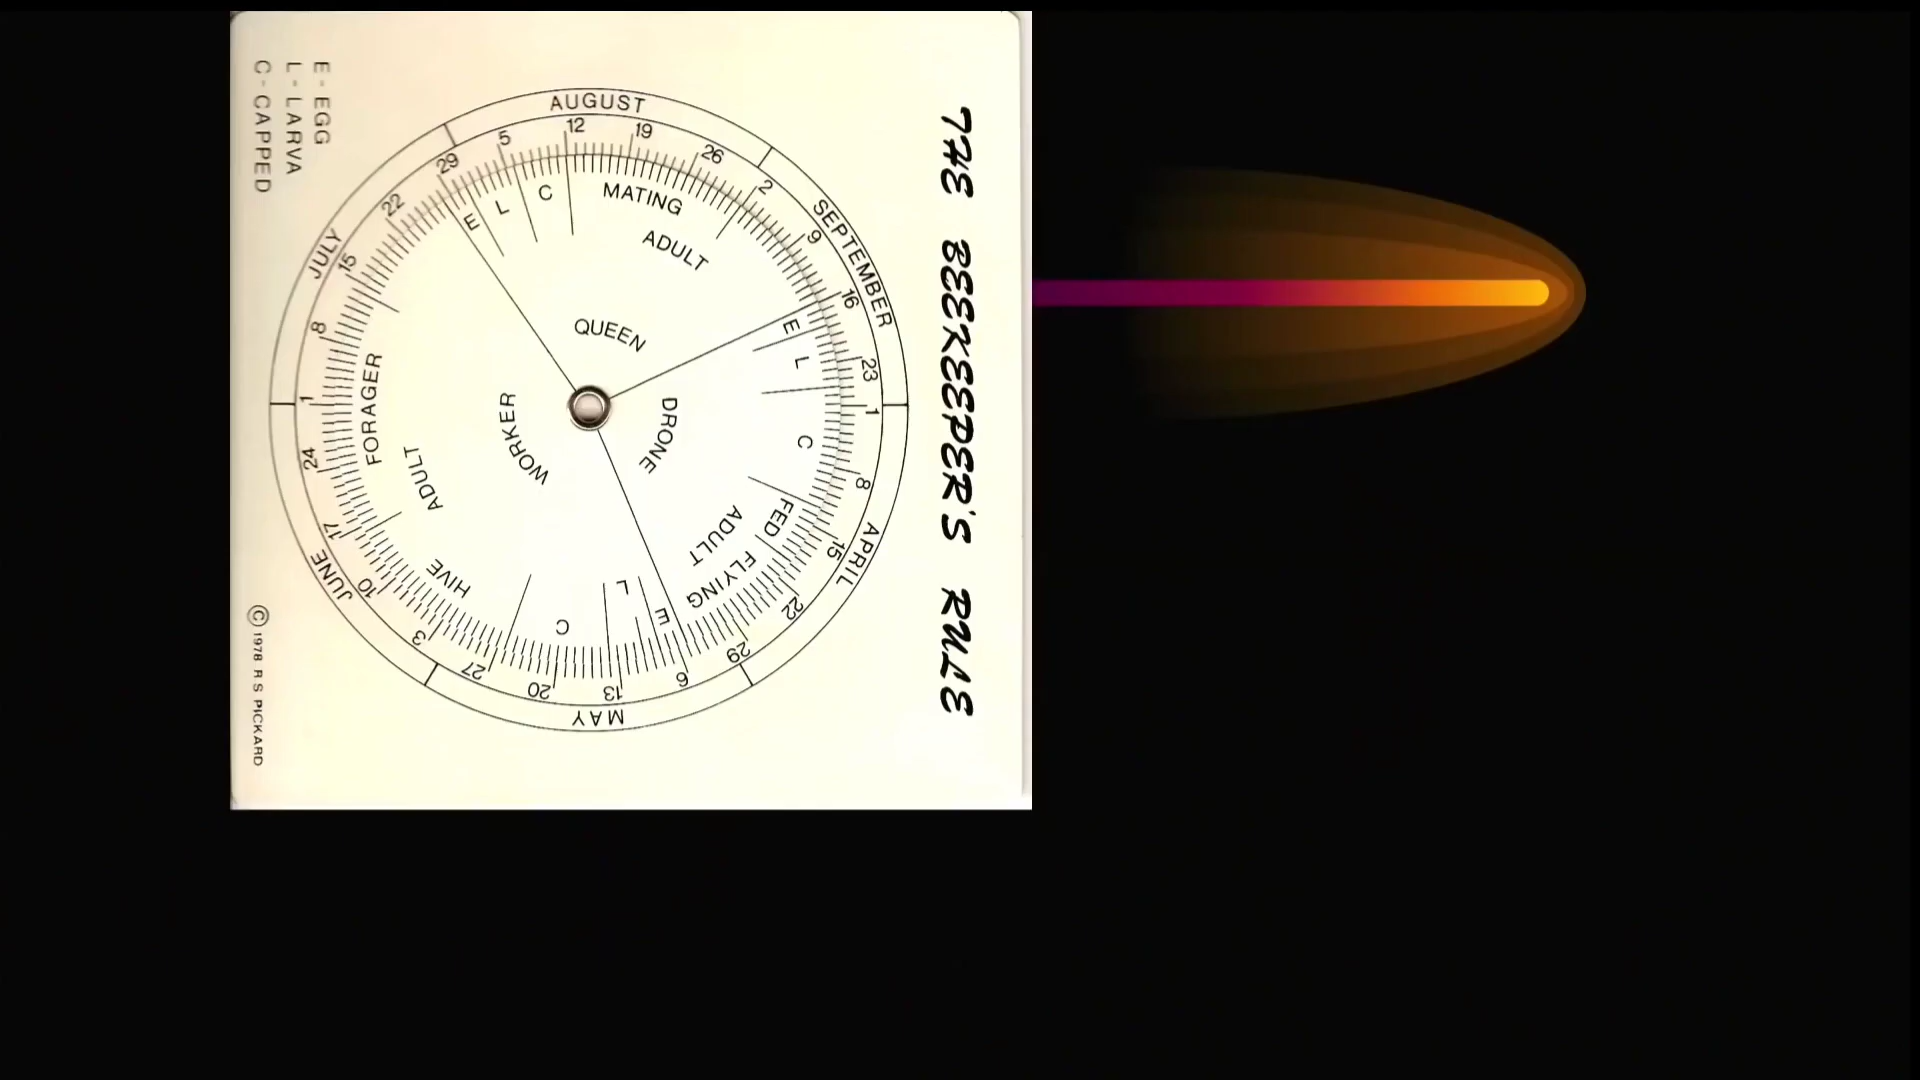 THE BEEKEEPER'S RULE
E - EGG
L - LARVA
C - CAPPED
AUGUST
5
12
19
26
SEPTEMBER
2
9
16
23
APRIL
1
8
15
22
29
MAY
6
13
20
27
JUNE
3
10
17
24
JULY
1
8
15
22
29
QUEEN
E
L
C
MATING
ADULT
DRONE
E
L
C
FED
ADULT
FLYING
WORKER
E
L
C
HIVE
ADULT
FORAGER
© 1978 R S PICKARD